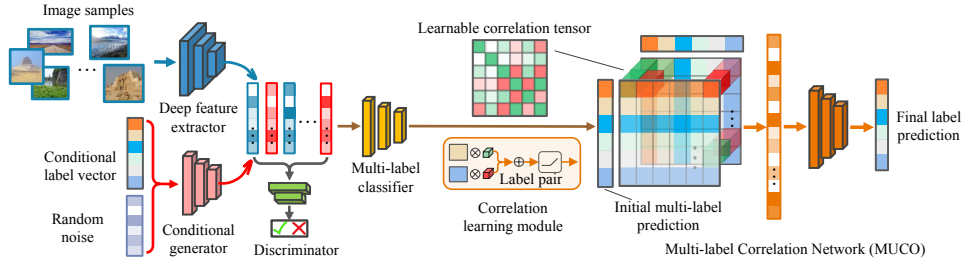 Image samples
Deep feature
extractor
Conditional
label vector
Random
noise
Conditional
generator
Discriminator
Multi-label
classifier
Learnable correlation tensor
Label pair
Correlation
learning module
Initial multi-label
prediction
Final label
prediction
Multi-label Correlation Network (MUCO)